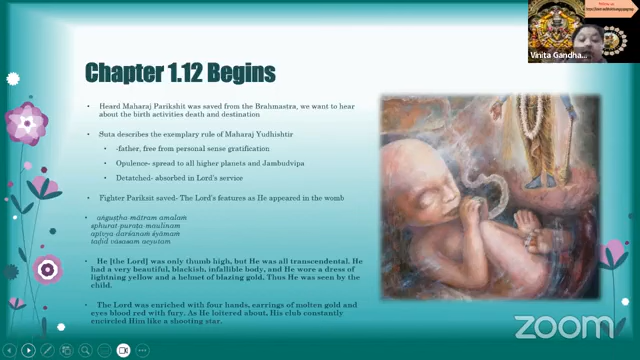 Chapter 1.12 Begins
• Heard Maharaj Parikshit was saved from the Brahmastra, we want to hear
about the birth activities death and destination
• Suta describes the exemplary rule of Maharaj Yudhishtir
• -father, free from personal sense gratification
• Opulence- spread to all higher planets and Jambudvipa
• Detatched- absorbed in Lord's service
• Fighter Pariksit saved- The Lord's features as He appeared in the womb
• aṅguṣṭha-mātram amalaṁ
sphurat-puraṭa-maulinam
apīvya-darśanaṁ śyāmaṁ
taḍid vāsasam acyutam
• He [the Lord] was only thumb high, but He was all transcendental. He
had a very beautiful, blackish, infallible body, and He wore a dress of
lightning yellow and a helmet of blazing gold. Thus He was seen by the
child.
• The Lord was enriched with four hands, earrings of molten gold and
eyes blood red with fury. As He loitered about, His club constantly
encircled Him like a shooting star.
Vinita Gandha...
zoom